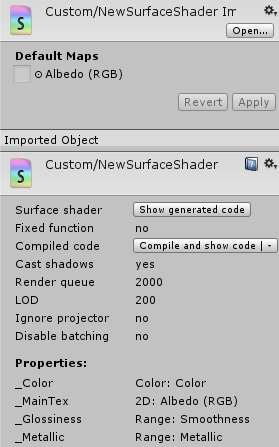 Custom/NewSurfaceShader Im
Open...
Default Maps
Albedo (RGB)
Revert Apply
Imported Object
Custom/NewSurfaceShader
Surface shader Show generated code
Fixed function no
Compiled code Compile and show code
Cast shadows yes
Render queue 2000
LOD 200
Ignore projector no
Disable batching no
Properties:
_Color Color: Color
_MainTex 2D: Albedo (RGB)
_Glossiness Range: Smoothness
_Metallic Range: Metallic